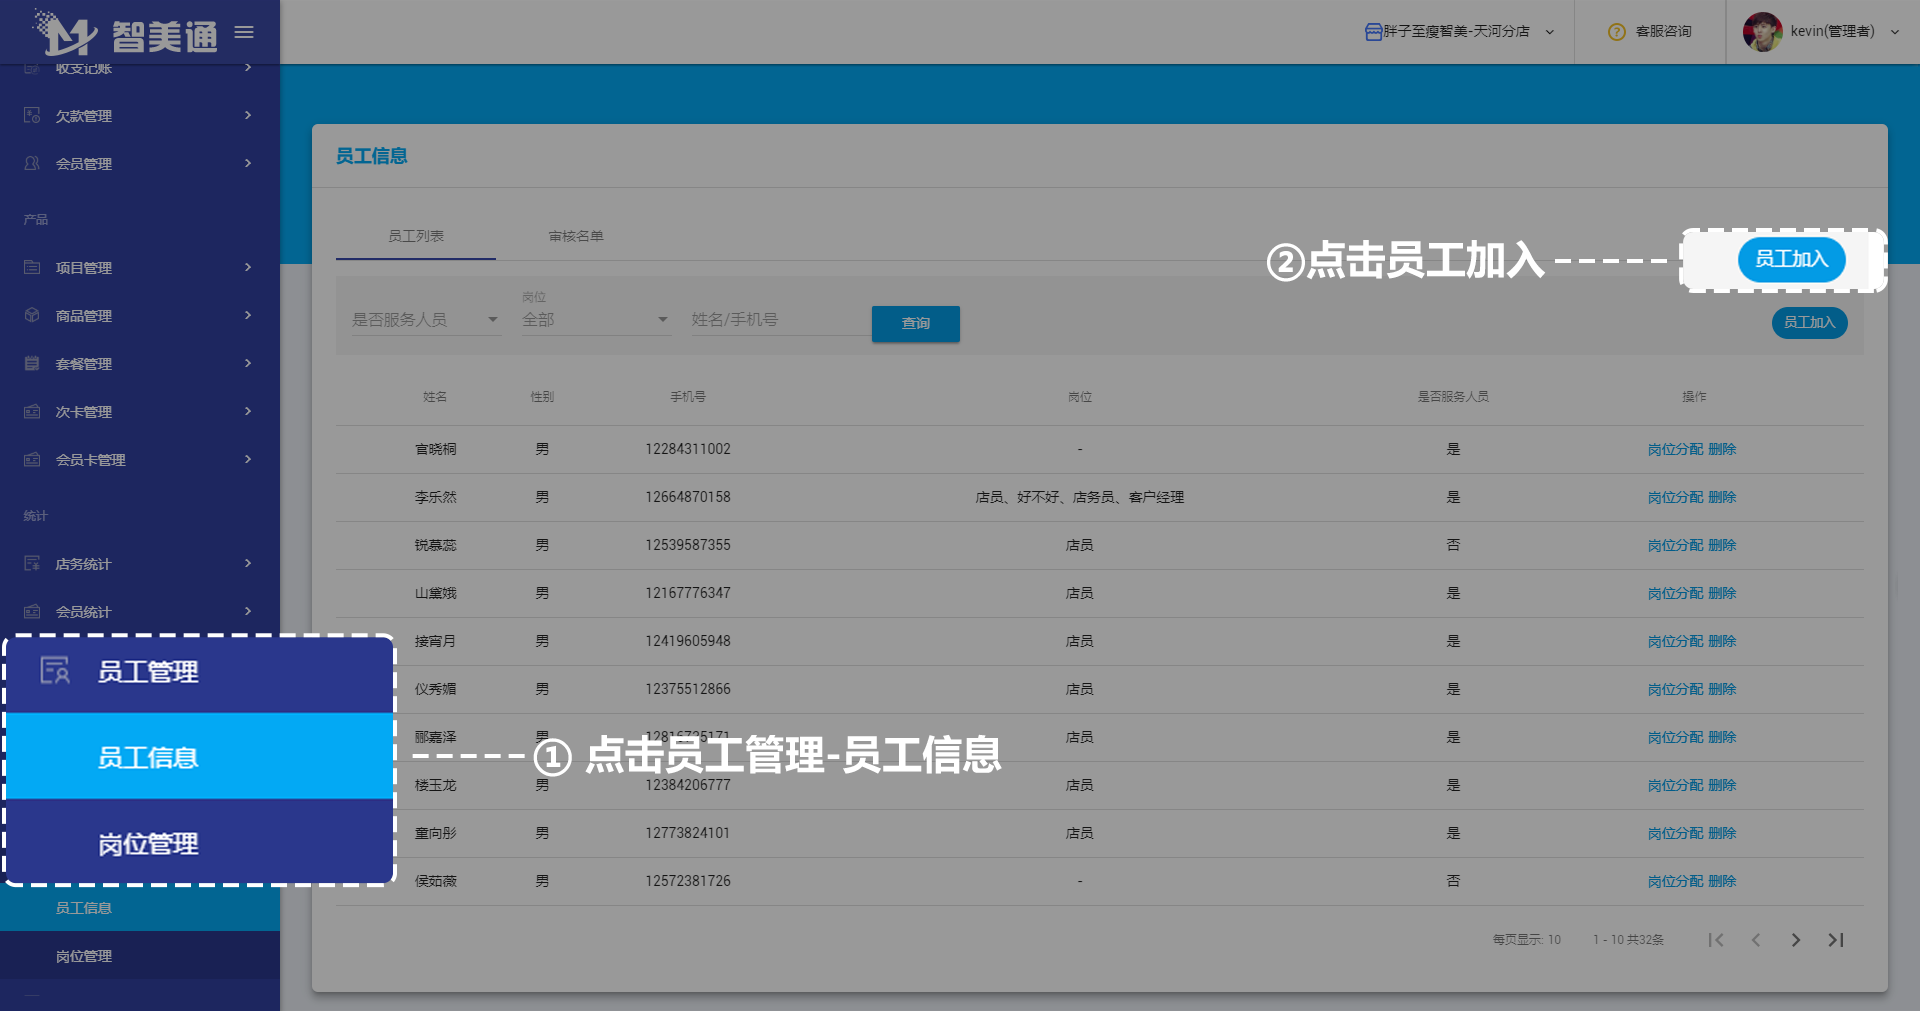 智美通
胖子至瘦智美-天河分店
客服咨询
kevin(管理者)
收支记账
欠款管理
会员管理
产品
项目管理
商品管理
套餐管理
次卡管理
会员卡管理
统计
店务统计
会员统计
员工管理
员工信息
岗位管理
员工信息
岗位管理
员工信息
员工列表 审核名单
②点击员工加入
员工加入
是否服务人员
岗位
全部
姓名/手机号
查询
员工加入
姓名 性别 手机号 岗位 是否服务人员 操作
官晓桐 男 12284311002 - 是 岗位分配 删除
李乐然 男 12664870158 店员、好不好、店务员、客户经理 是 岗位分配 删除
锐慕蕊 男 12539587355 店员 否 岗位分配 删除
山黛娥 男 12167776347 店员 是 岗位分配 删除
接宵月 男 12419605948 店员 是 岗位分配 删除
仪秀媚 男 12375512866 店员 是 岗位分配 删除
郦嘉泽 男 12816735171 店员 是 岗位分配 删除
① 点击员工管理-员工信息
楼玉龙 男 12384206777 店员 是 岗位分配 删除
童向彤 男 12773824101 店员 是 岗位分配 删除
侯茹薇 男 12572381726 - 否 岗位分配 删除
每页显示: 10 1 - 10 共32条